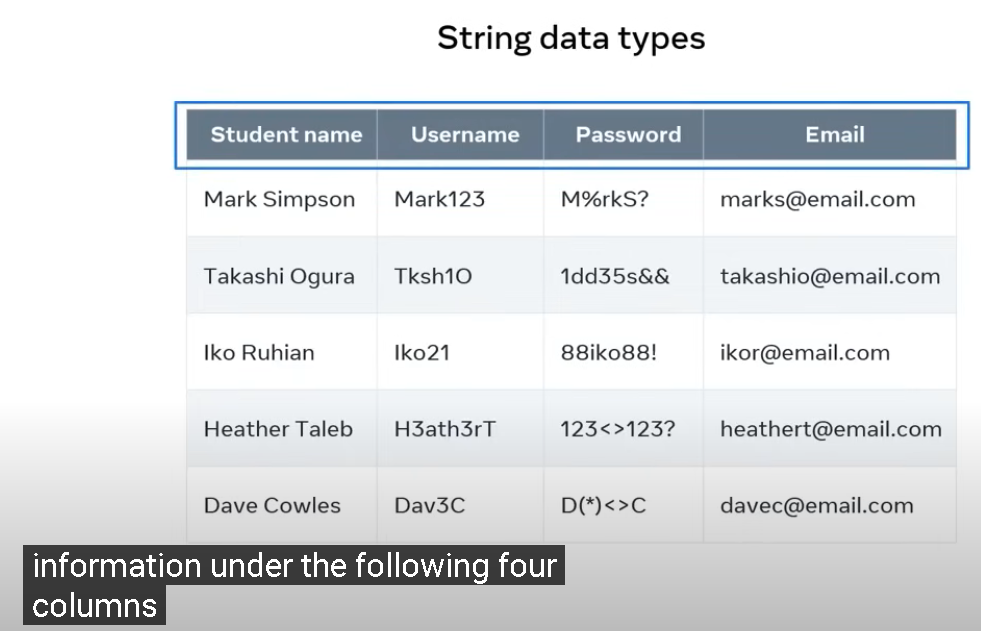 String data types
Student name Username Password Email
Mark Simpson Mark123 M%rkS? marks@email.com
Takashi Ogura Tksh1O 1dd35s&& takashio@email.com
Iko Ruhian Iko21 88iko88! ikor@email.com
Heather Taleb H3ath3rT 123<>123? heathert@email.com
Dave Cowles Dav3C D(*)<>C davec@email.com
information under the following four
columns